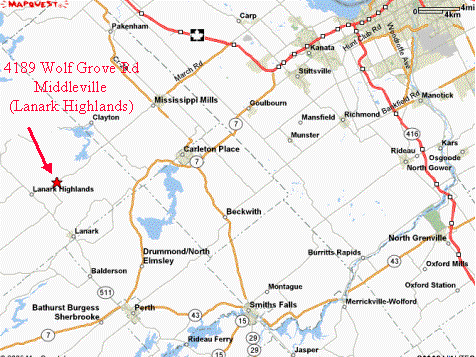 MAPQUEST
4km
4km
Carp
Pakenham
Kanata
Hunt Club Rd
Woodroffe Ave
March Rd
Stittsville
4189 Wolf Grove Rd
Middleville
(Lanark Highlands)
Mississippi Mills
Goulbourn
Manotick
Bankfield Rd
Clayton
Mansfield
Richmond
7
416
Munster
Kars
Carleton Place
Rideau
Osgoode
7
North Gower
Lanark Highlands
Beckwith
Lanark
North Grenville
Drummond/North
Elmsley
Burritts Rapids
Oxford Mills
Balderson
Montague
Oxford Station
511
Bathurst Burgess
Sherbrooke
Perth
43
Smiths Falls
Merrickville-Wolford
43
15
Rideau Ferry
29
15
29
Jasper